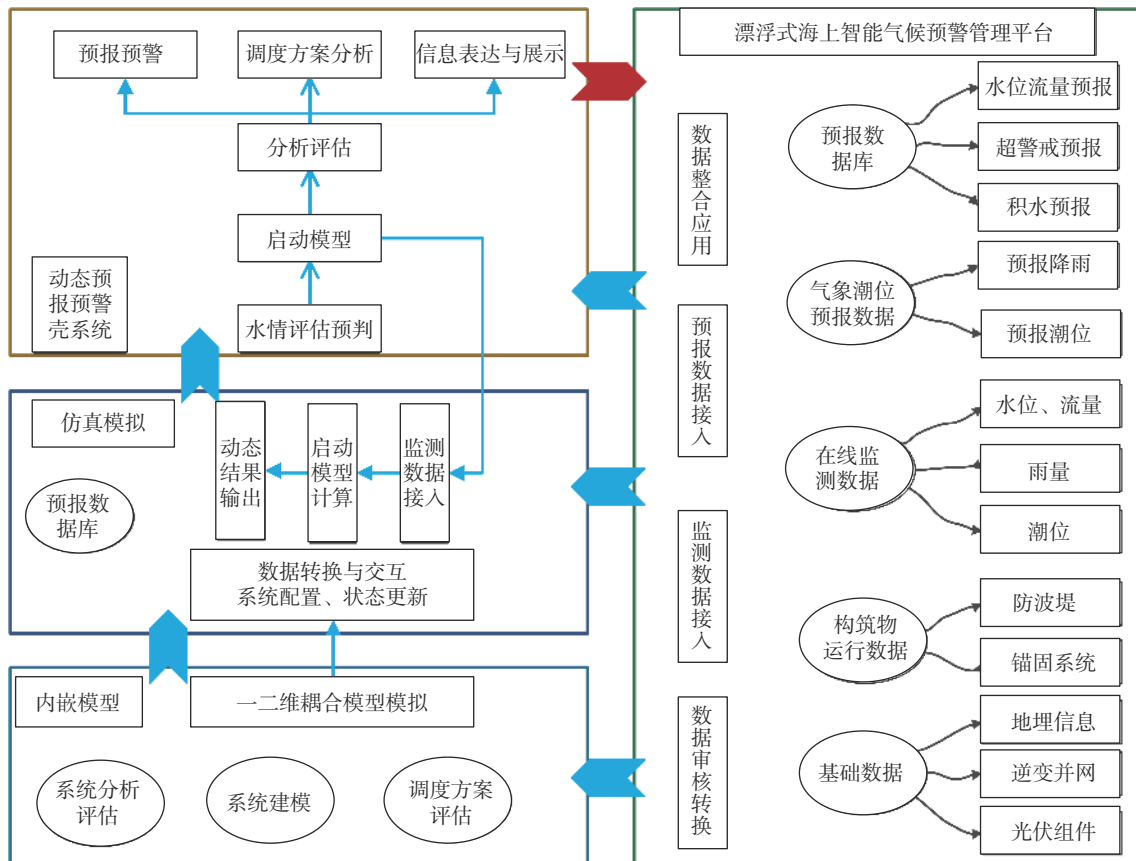 预报预警
调度方案分析
信息表达与展示
分析评估
启动模型
动态预
报预警
壳系统
水情评估预判
仿真模拟
预报数
据库
动态
结果
输出
启动
模型
计算
监测
数据
接入
数据转换与交互
系统配置、状态更新
内嵌模型
一二维耦合模型模拟
系统分析
评估
系统建模
调度方案
评估
漂浮式海上智能气候预警管理平台
数据整合应用
预报数据接入
监测数据接入
数据审核转换
预报数
据库
水位流量预报
超警戒预报
积水预报
气象潮位
预报数据
预报降雨
预报潮位
在线监
测数据
水位、流量
雨量
潮位
构筑物
运行数据
防波堤
锚固系统
基础数据
地埋信息
逆变并网
光伏组件